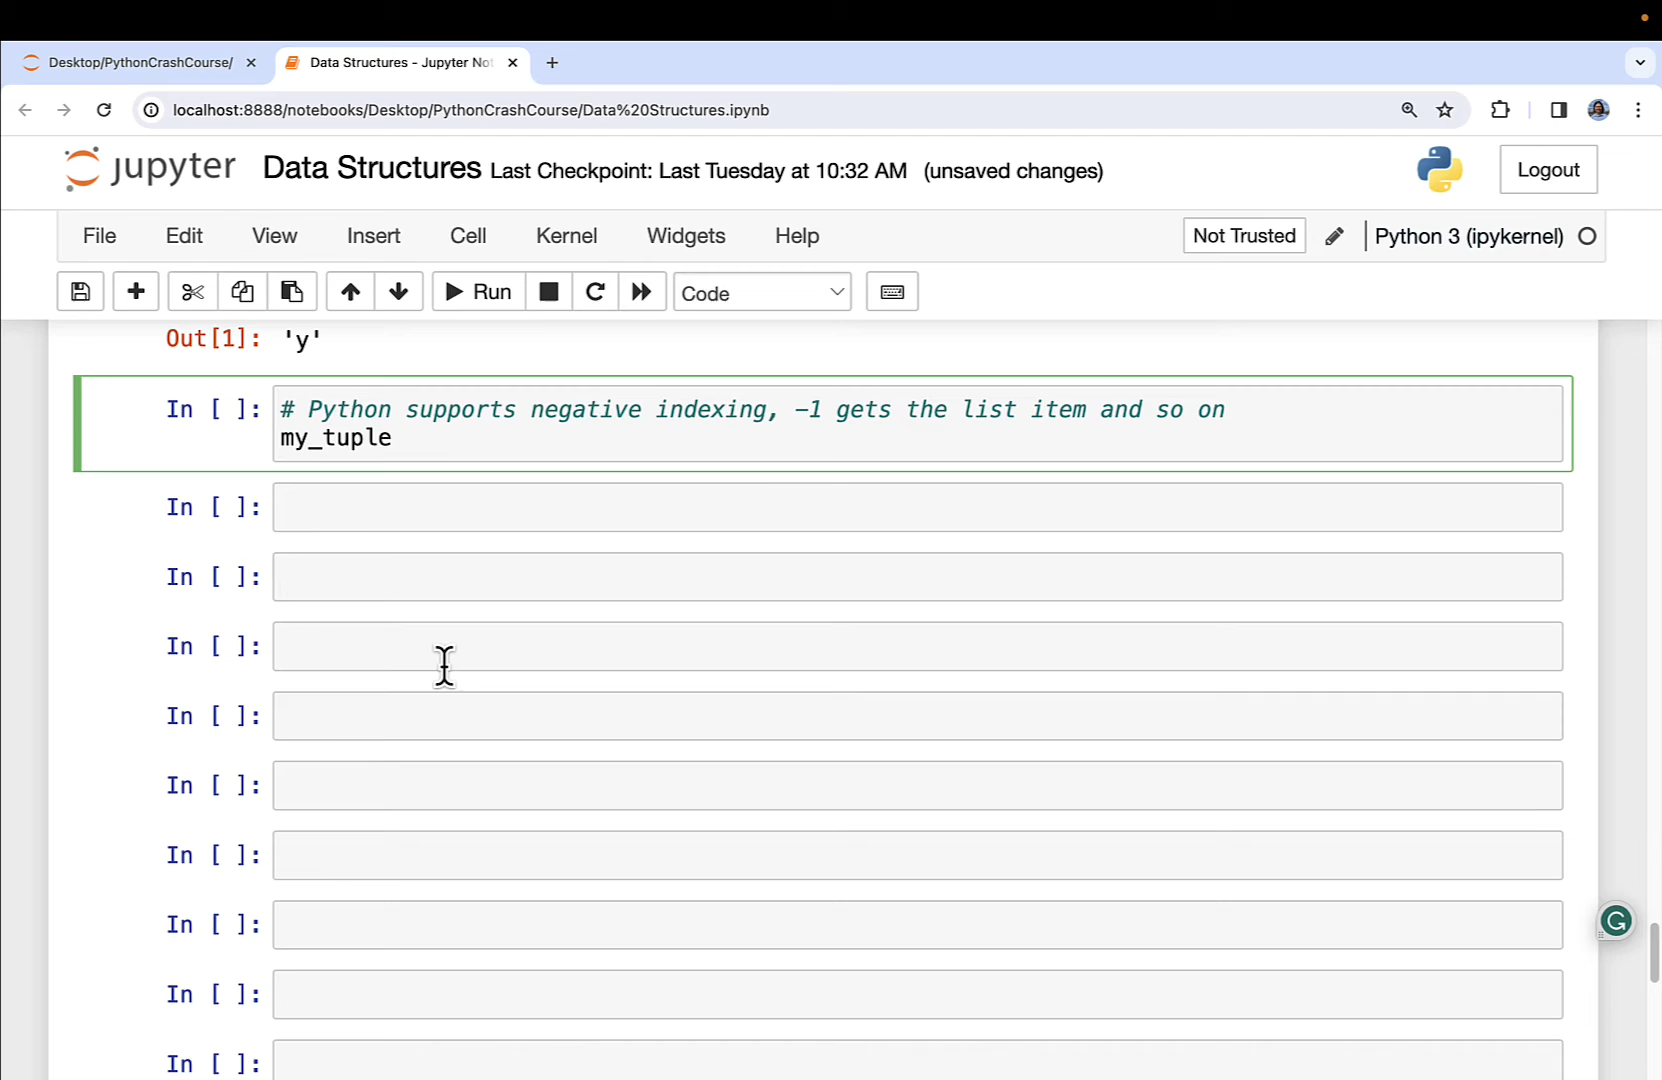 Desktop/PythonCrashCourse/
Data Structures - Jupyter Not
localhost:8888/notebooks/Desktop/PythonCrashCourse/Data%20Structures.ipynb
jupyter Data Structures Last Checkpoint: Last Tuesday at 10:32 AM (unsaved changes)
Logout
File Edit View Insert Cell Kernel Widgets Help
Not Trusted
Python 3 (ipykernel)
Run
Code
Out[1]: 'y'
In [ ]: # Python supports negative indexing, -1 gets the list item and so on
my_tuple
In [ ]:
In [ ]:
In [ ]:
In [ ]:
In [ ]:
In [ ]:
In [ ]:
In [ ]:
In [ ]: